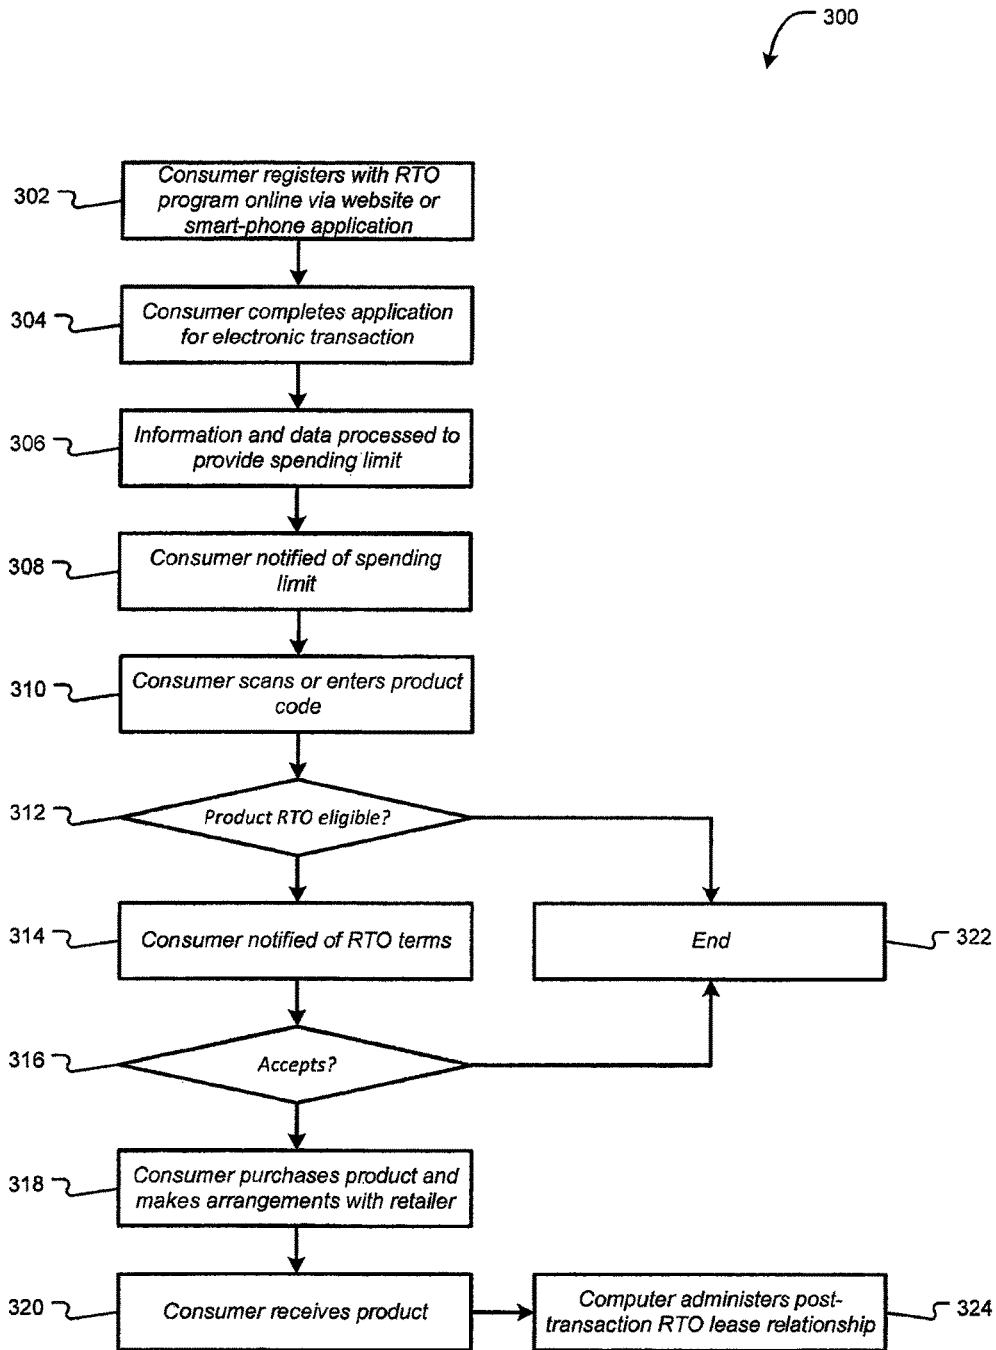 300
302
Consumer registers with RTO
program online via website or
smart-phone application
304
Consumer completes application
for electronic transaction
306
Information and data processed to
provide spending limit
308
Consumer notified of spending
limit
310
Consumer scans or enters product
code
312
Product RTO eligible?
314
Consumer notified of RTO terms
End
322
316
Accepts?
318
Consumer purchases product and
makes arrangements with retailer
320
Consumer receives product
Computer administers post-
transaction RTO lease relationship
324